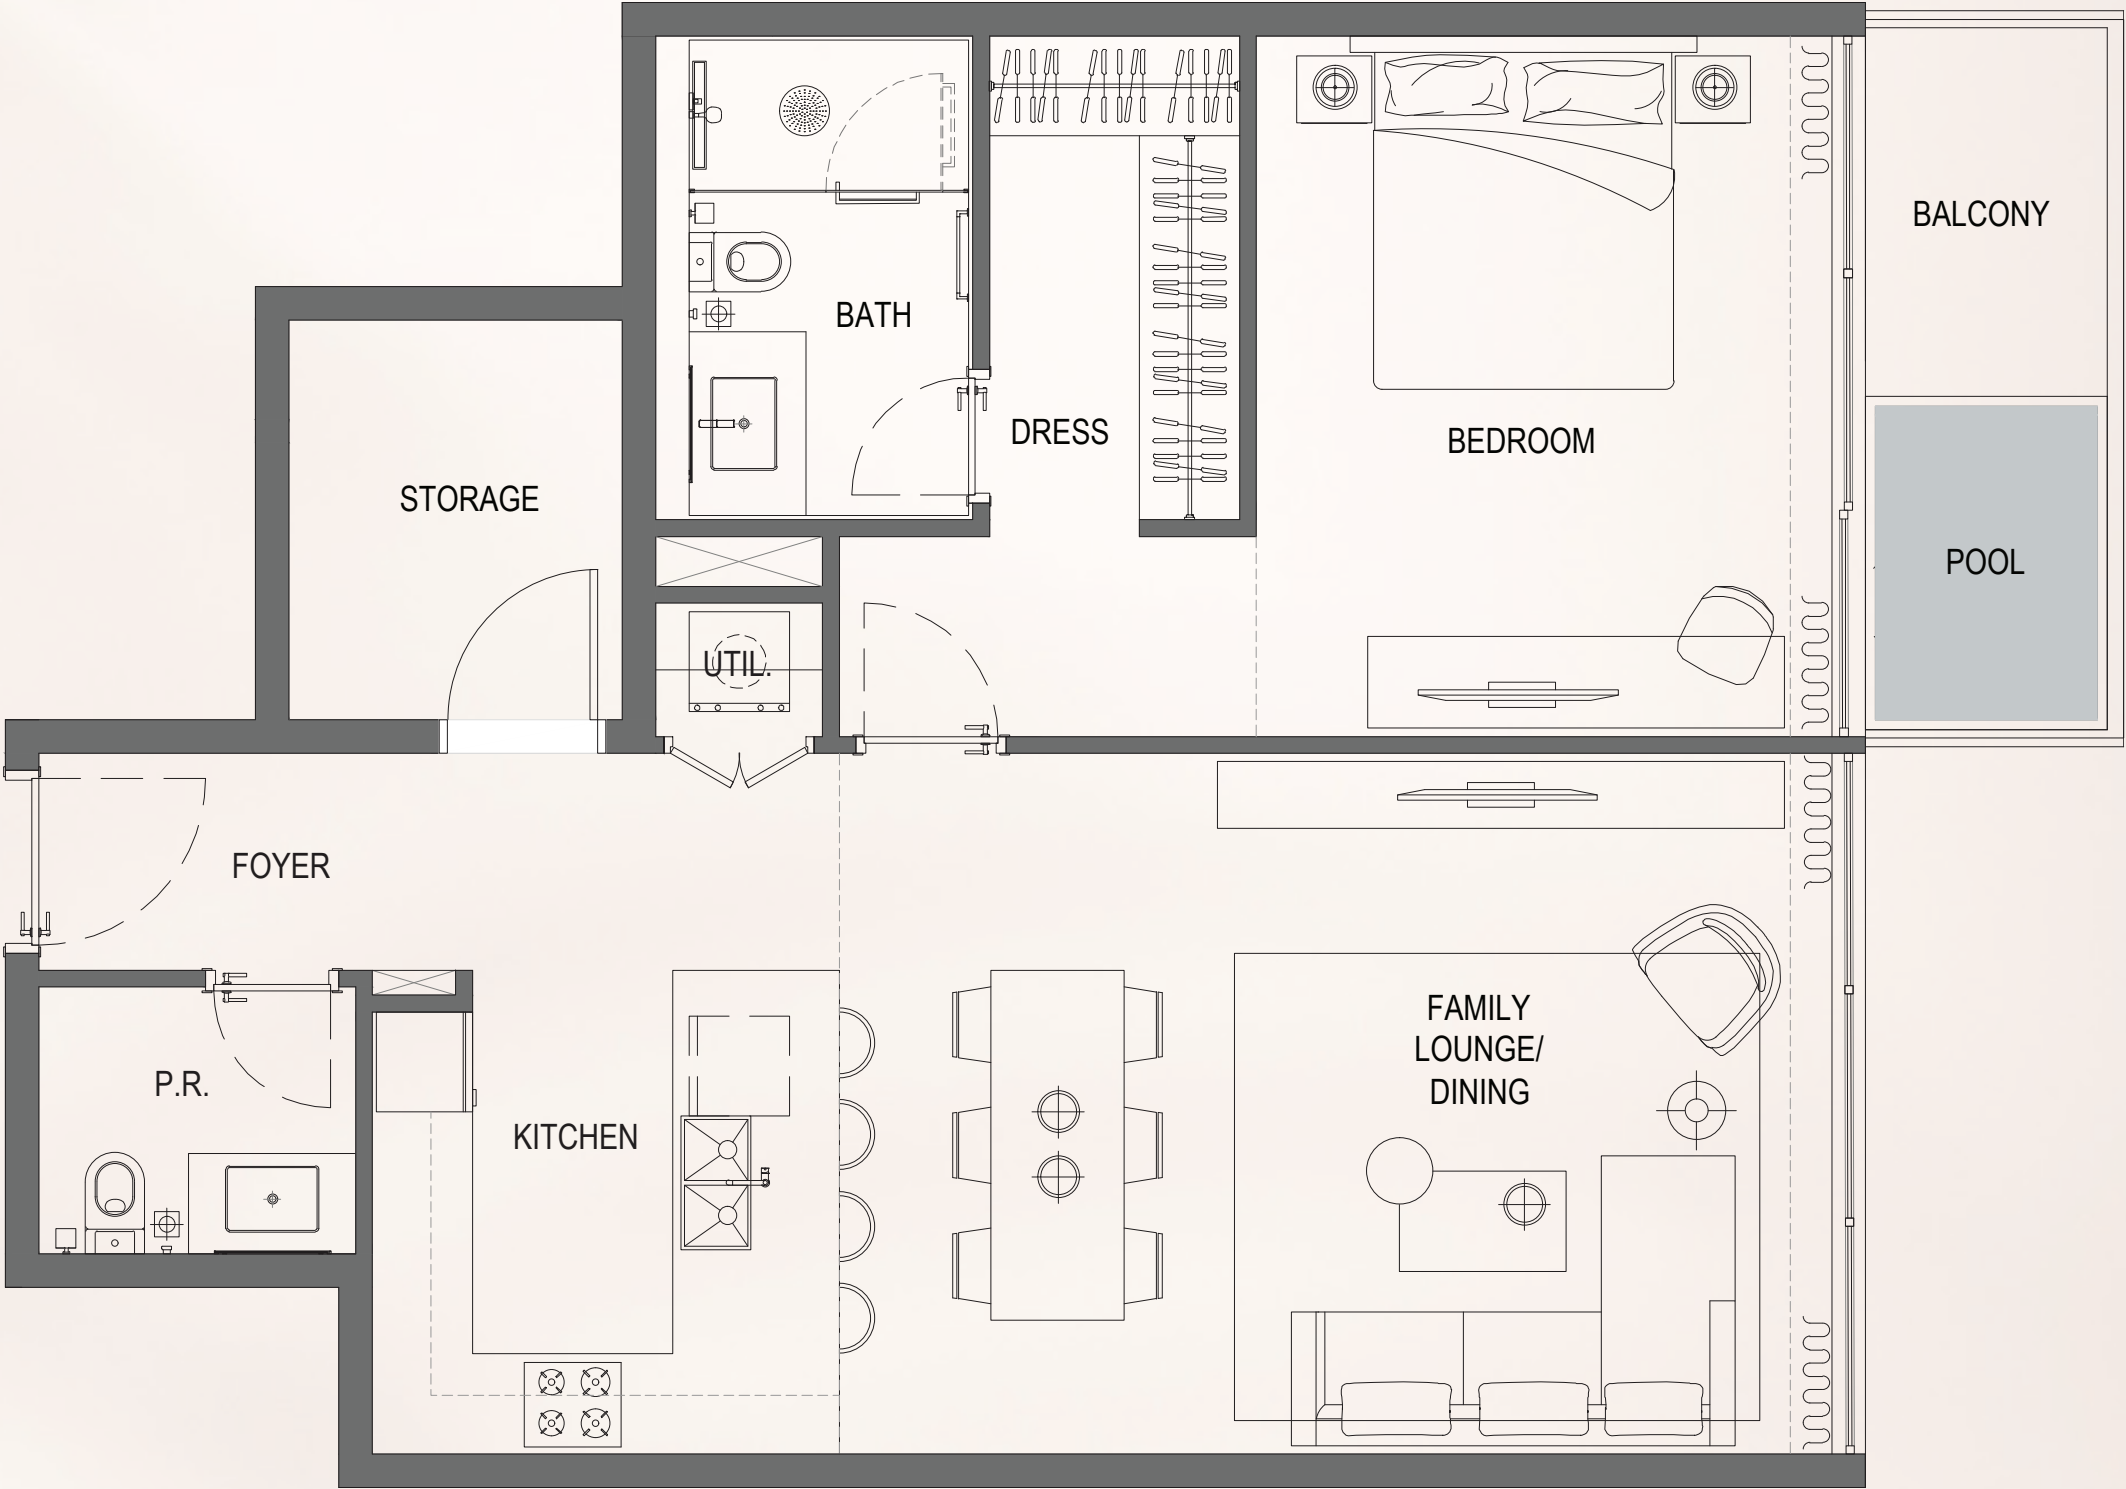 BALCONY
BATH
DRESS
BEDROOM
STORAGE
POOL
UTIL.
FOYER
FAMILY
LOUNGE/
DINING
P.R.
KITCHEN